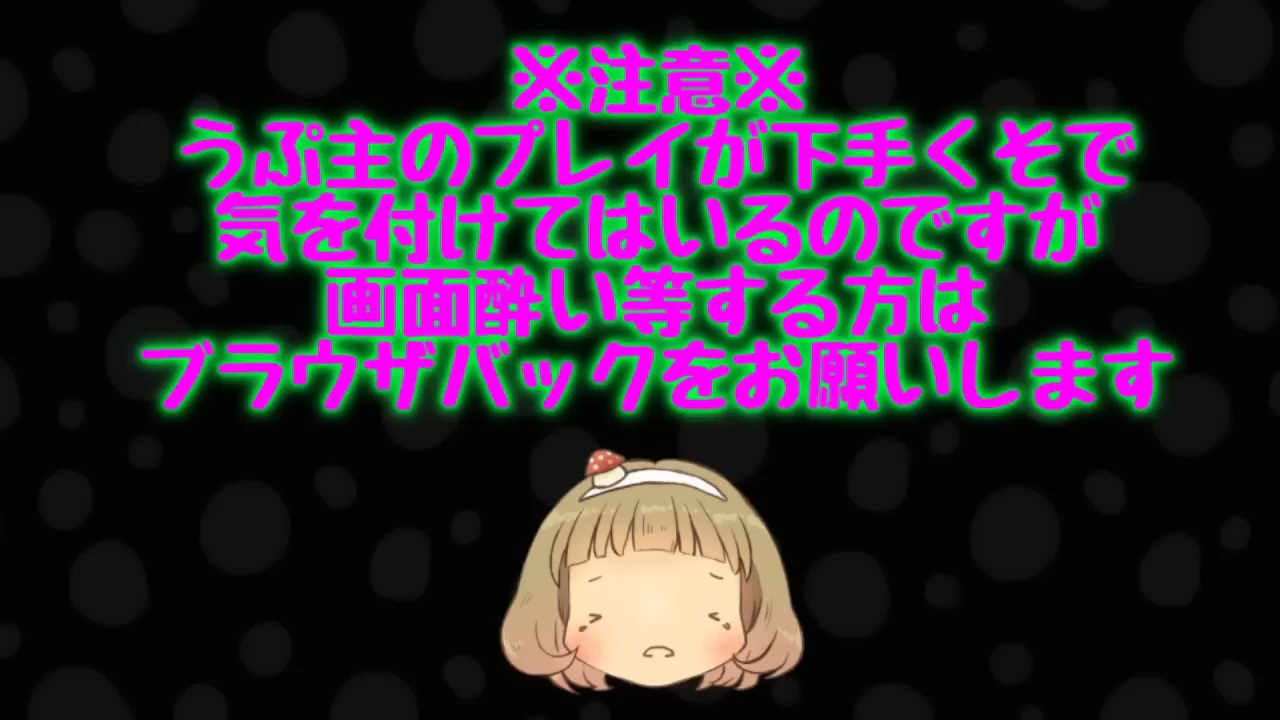 ※注意※
うぷ主のプレイが下手くそで
気を付けてはいるのですが
画面酔い等する方は
ブラウザバックをお願いします